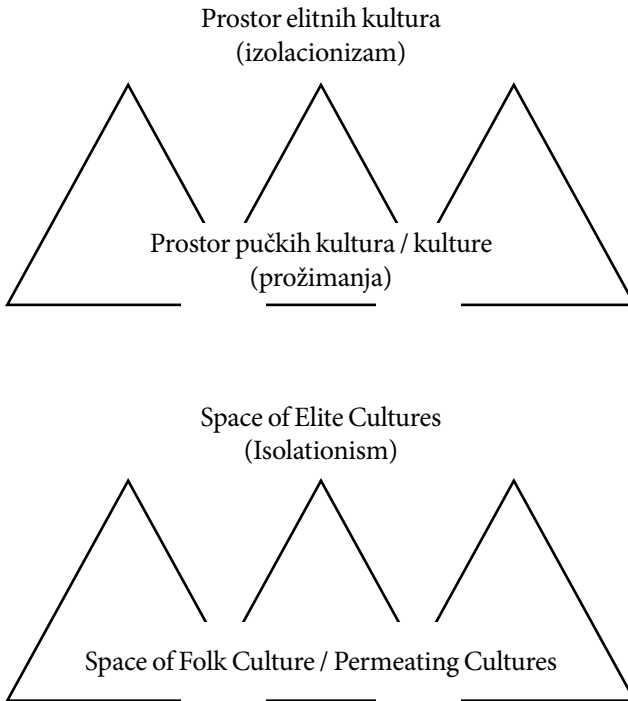 Prostor elitnih kultura
(izolacionizam)
Prostor pučkih kultura / kulture
(prožimanja)
Space of Elite Cultures
(Isolationism)
Space of Folk Culture / Permeating Cultures